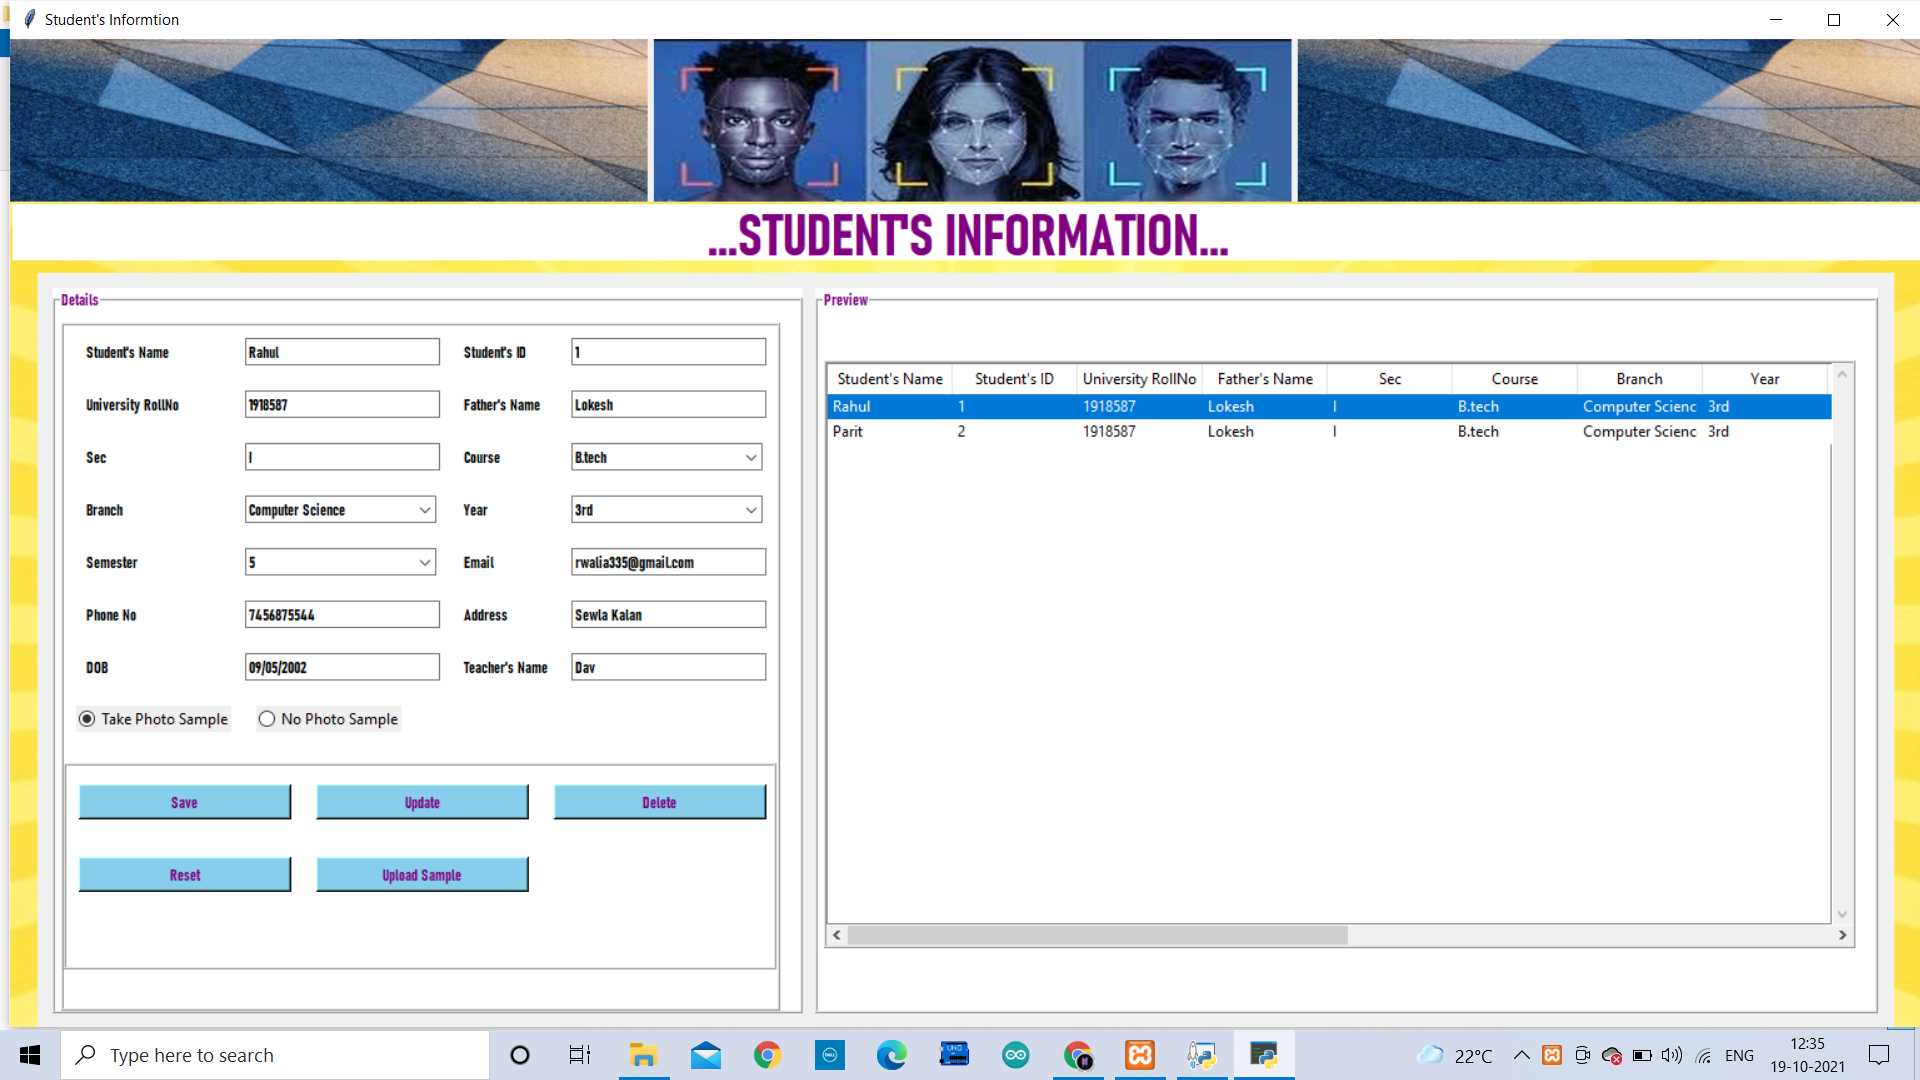 Student's Informtion
...STUDENT'S INFORMATION...
Details
Student's Name Rahul Student's ID 1
University RollNo 1918587 Father's Name Lokesh
Sec I Course B.tech
Branch Computer Science Year 3rd
Semester 5 Email rwalia335@gmail.com
Phone No 7456875544 Address Sewla Kalan
DOB 09/05/2002 Teacher's Name Dav
Take Photo Sample No Photo Sample
Save Update Delete
Reset Upload Sample
Preview
Student's Name Student's ID University RollNo Father's Name Sec Course Branch Year
Rahul 1 1918587 Lokesh I B.tech Computer Scienc 3rd
Parit 2 1918587 Lokesh I B.tech Computer Scienc 3rd
Type here to search
DELL
UNO
22°C
ENG
12:35
19-10-2021